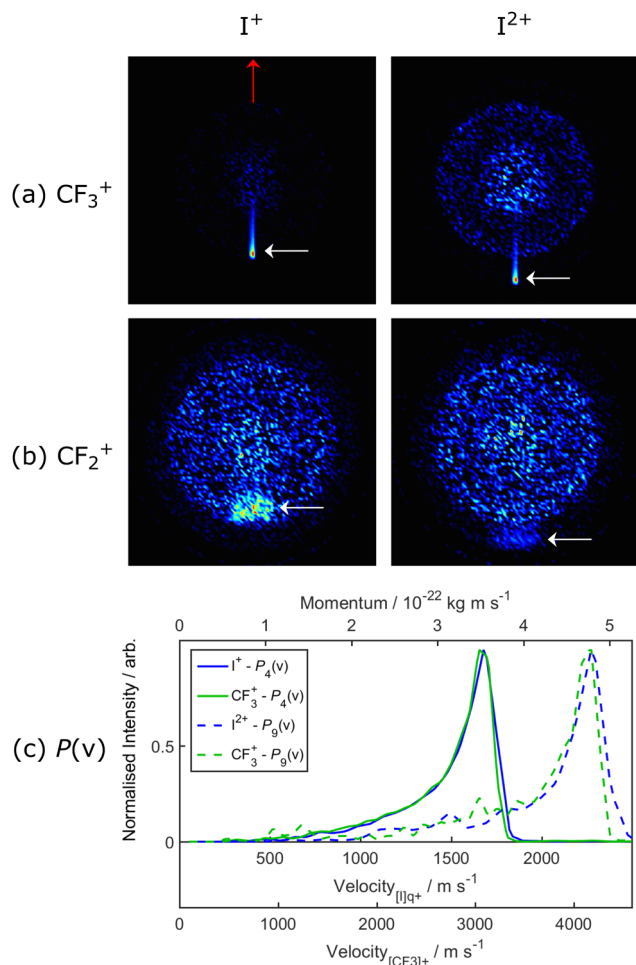 I⁺ I²⁺
(a) CF₃⁺
(b) CF₂⁺
(c) P(v)
Momentum / 10⁻²² kg m s⁻¹
0 1 2 3 4 5
Normalised Intensity / arb.
I⁺ - P₄(v)
CF₃⁺ - P₄(v)
I²⁺ - P₉(v)
CF₃⁺ - P₉(v)
0.5
0
500 1000 1500 2000
Velocity[I]q+ / m s⁻¹
0 1000 2000 3000 4000
Velocity[CF3]+ / m s⁻¹